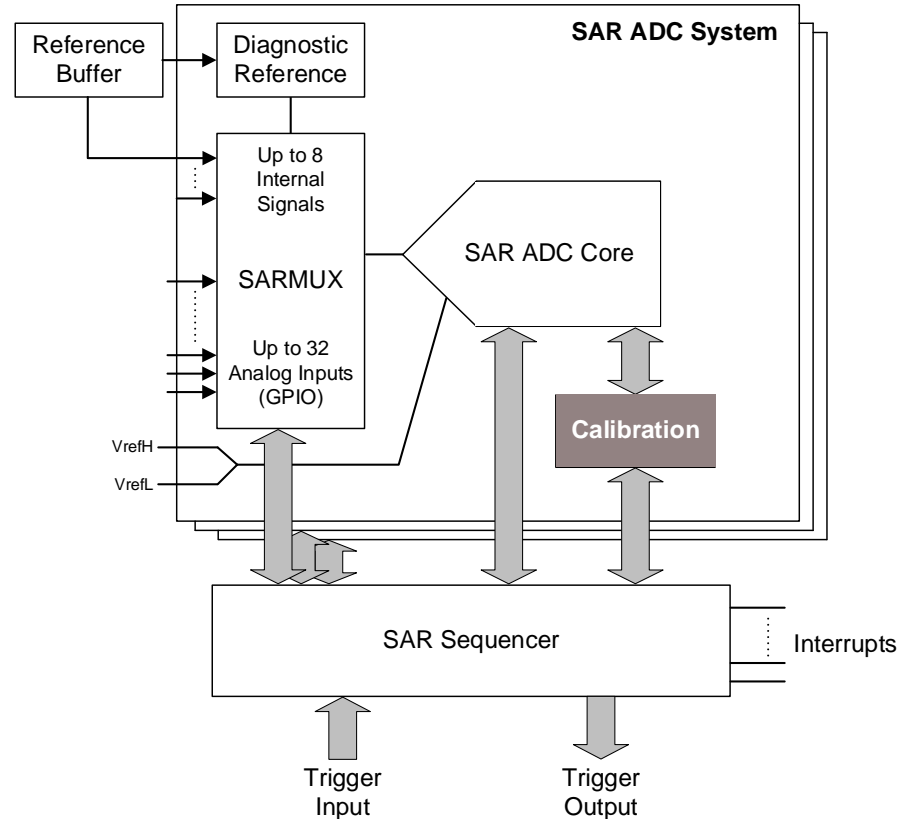 SAR ADC System
Reference
Buffer
Diagnostic
Reference
Up to 8
Internal
Signals
SARMUX
Up to 32
Analog Inputs
(GPIO)
SAR ADC Core
Calibration
VrefH
VrefL
SAR Sequencer
Interrupts
Trigger
Input
Trigger
Output